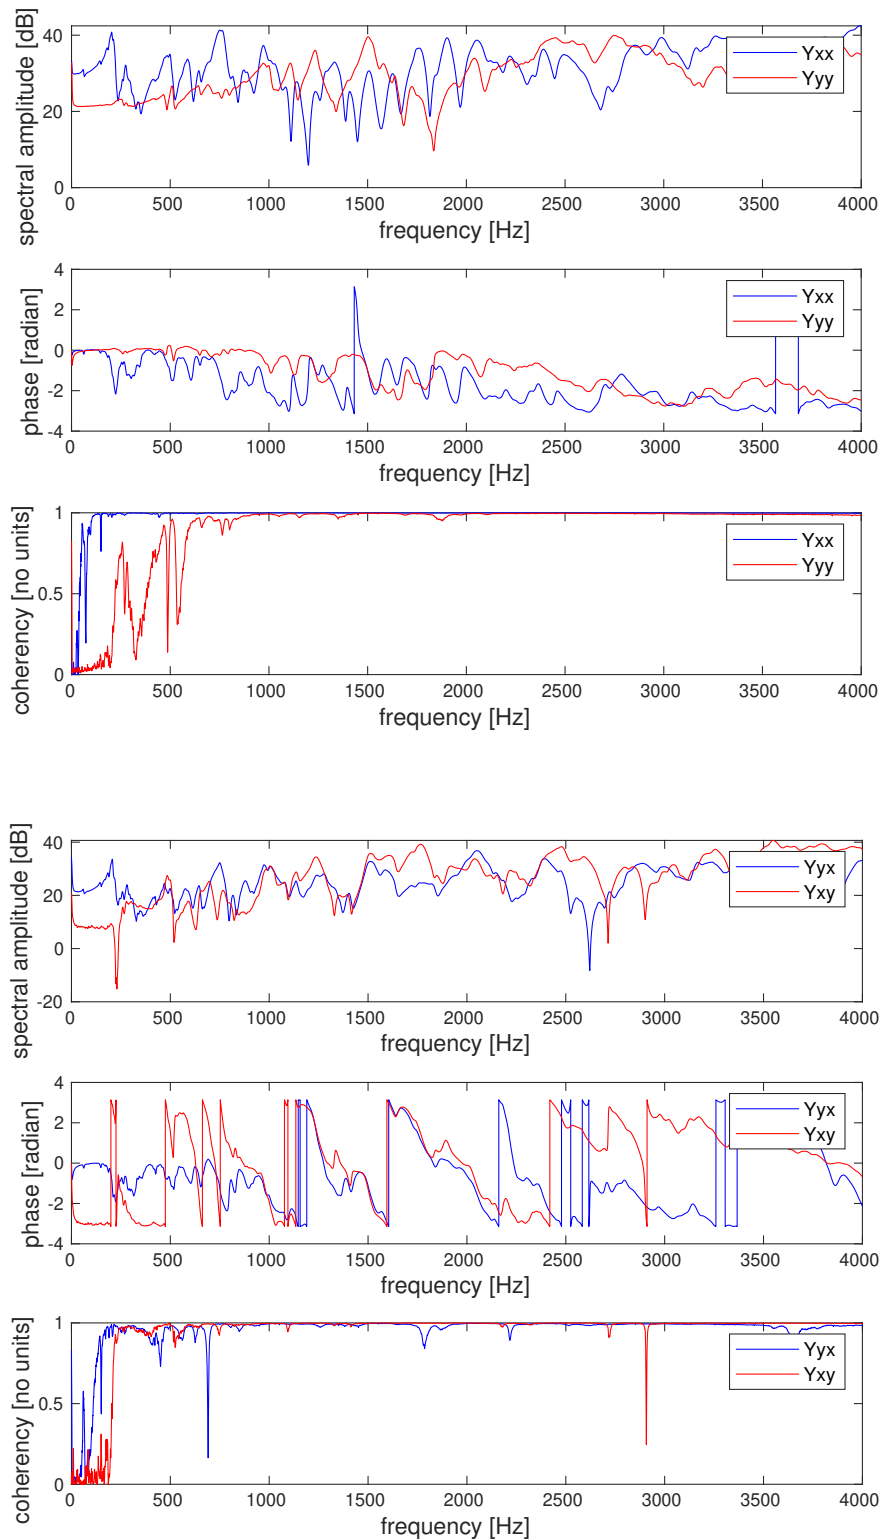 spectral amplitude [dB]
40
20
0
0 500 1000 1500 2000 2500 3000 3500 4000
frequency [Hz]
Yxx
Yyy
phase [radian]
4
2
0
-2
-4
0 500 1000 1500 2000 2500 3000 3500 4000
frequency [Hz]
Yxx
Yyy
coherency [no units]
1
0.5
0
0 500 1000 1500 2000 2500 3000 3500 4000
frequency [Hz]
Yxx
Yyy
spectral amplitude [dB]
40
20
0
-20
0 500 1000 1500 2000 2500 3000 3500 4000
frequency [Hz]
Yyx
Yxy
phase [radian]
4
2
0
-2
-4
0 500 1000 1500 2000 2500 3000 3500 4000
frequency [Hz]
Yyx
Yxy
coherency [no units]
1
0.5
0
0 500 1000 1500 2000 2500 3000 3500 4000
frequency [Hz]
Yyx
Yxy